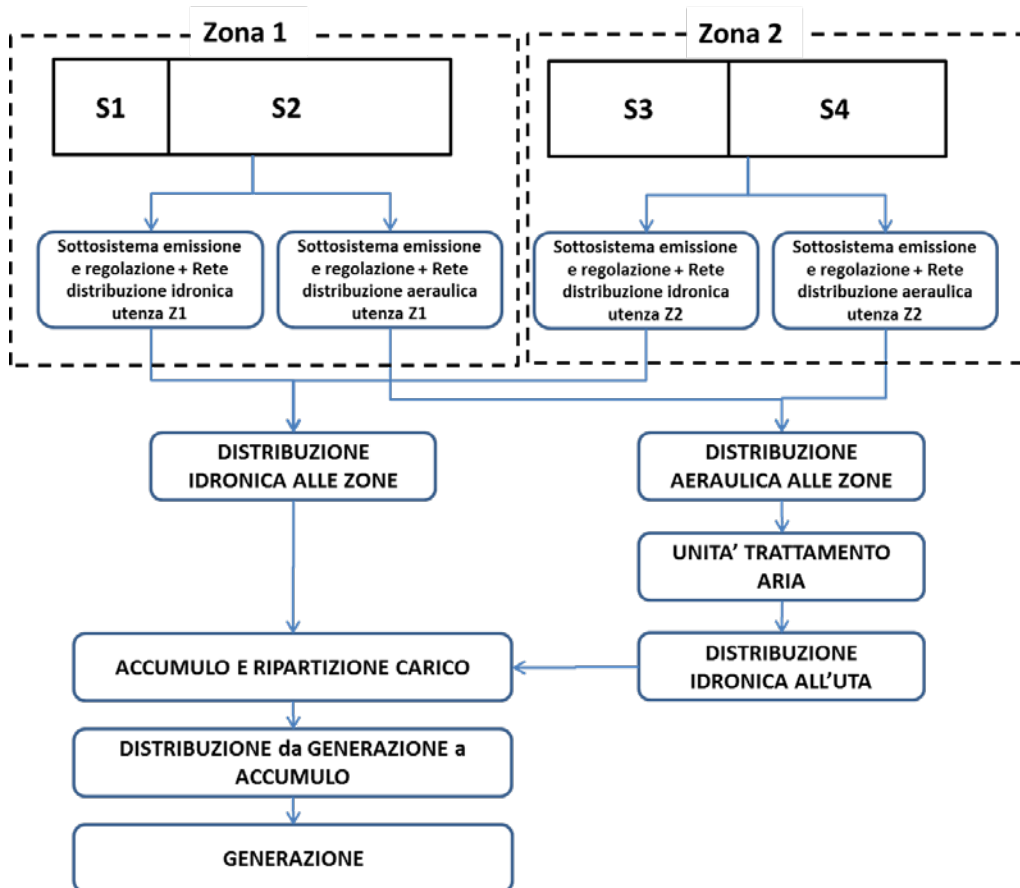 Zona 1
Zona 2
S1
S2
S3
S4
Sottosistema emissione
e regolazione + Rete
distribuzione idronica
utenza Z1
Sottosistema emissione
e regolazione + Rete
distribuzione aeraulica
utenza Z1
Sottosistema emissione
e regolazione + Rete
distribuzione idronica
utenza Z2
Sottosistema emissione
e regolazione + Rete
distribuzione aeraulica
utenza Z2
DISTRIBUZIONE
IDRONICA ALLE ZONE
DISTRIBUZIONE
AERAULICA ALLE ZONE
UNITA’ TRATTAMENTO
ARIA
ACCUMULO E RIPARTIZIONE CARICO
DISTRIBUZIONE
IDRONICA ALL’UTA
DISTRIBUZIONE da GENERAZIONE a
ACCUMULO
GENERAZIONE